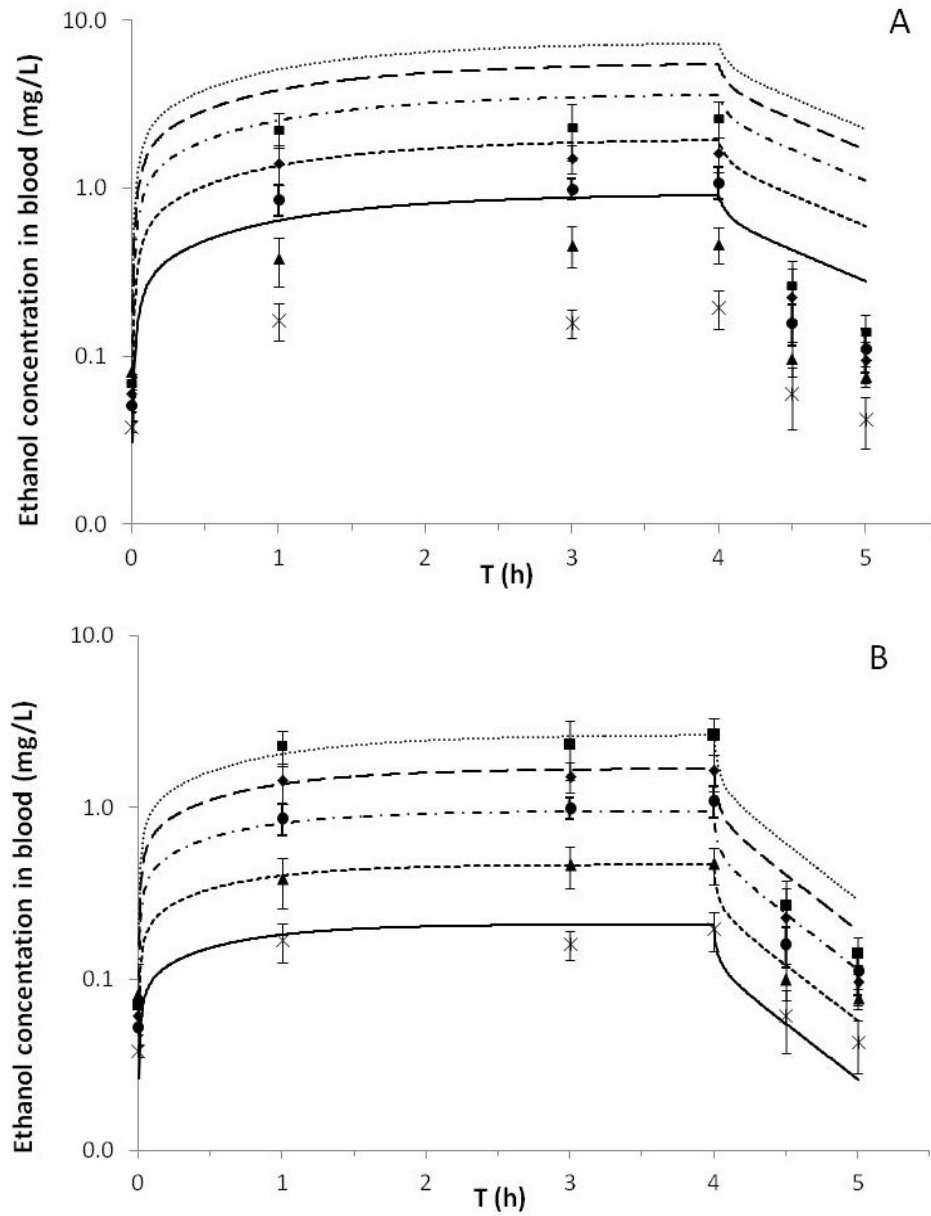 A
Ethanol concentration in blood (mg/L)
10.0
1.0
0.1
0.0
0 1 2 3 4 5
T (h)
B
Ethanol concentation in blood (mg/L)
10.0
1.0
0.1
0.0
0 1 2 3 4 5
T (h)